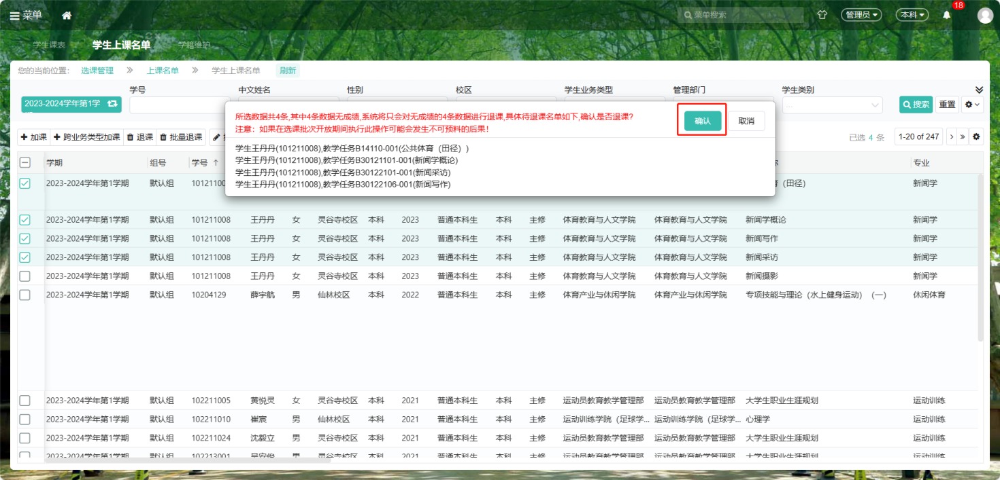 菜单
菜单搜索
管理员
本科
18
学生课表
学生上课名单
学籍维护
您的当前位置： 选课管理 » 上课名单 » 学生上课名单 刷新
学号 中文姓名 性别 校区 学生业务类型 管理部门 学生类别
2023-2024学年第1学
...
搜索 重置
所选数据共4条,其中4条数据无成绩,系统将只会对无成绩的4条数据进行退课,具体待退课名单如下,确认是否退课?
注意：如果在选课批次开放期间执行此操作可能会发生不可预料的后果！
确认 取消
学生王丹丹(101211008),教学任务B14110-001(公共体育（田径）)
学生王丹丹(101211008),教学任务B30121101-001(新闻学概论)
学生王丹丹(101211008),教学任务B30122101-001(新闻采访)
学生王丹丹(101211008),教学任务B30122106-001(新闻写作)
加课 跨业务类型加课 退课 批量退课
已选 4 条 1-20 of 247
学期 组号 学号 ↑ 专业
2023-2024学年第1学期 默认组 10121100 （田径） 新闻学
2023-2024学年第1学期 默认组 101211008 王丹丹 女 灵谷寺校区 本科 2023 普通本科生 本科 主修 体育教育与人文学院 体育教育与人文学院 新闻学概论 新闻学
2023-2024学年第1学期 默认组 101211008 王丹丹 女 灵谷寺校区 本科 2023 普通本科生 本科 主修 体育教育与人文学院 体育教育与人文学院 新闻写作 新闻学
2023-2024学年第1学期 默认组 101211008 王丹丹 女 灵谷寺校区 本科 2023 普通本科生 本科 主修 体育教育与人文学院 体育教育与人文学院 新闻采访 新闻学
2023-2024学年第1学期 默认组 101211008 王丹丹 女 灵谷寺校区 本科 2023 普通本科生 本科 主修 体育教育与人文学院 体育教育与人文学院 新闻摄影 新闻学
2023-2024学年第1学期 默认组 10204129 薛宇航 男 仙林校区 本科 2022 普通本科生 本科 主修 体育产业与休闲学院 体育产业与休闲学院 专项技能与理论（水上健身运动）（一） 休闲体育
2023-2024学年第1学期 默认组 102211005 黄悦灵 女 灵谷寺校区 本科 2021 普通本科生 本科 主修 运动员教育教学管理部 运动员教育教学管理部 大学生职业生涯规划 运动训练
2023-2024学年第1学期 默认组 102211010 崔宸 男 仙林校区 本科 2021 普通本科生 本科 主修 运动训练学院（足球学... 运动训练学院（足球学... 心理学 运动训练
2023-2024学年第1学期 默认组 102211024 沈毅立 男 灵谷寺校区 本科 2021 普通本科生 本科 主修 运动员教育教学管理部 运动员教育教学管理部 大学生职业生涯规划 运动训练
2023-2024学年第1学期 默认组 102213001 男 灵谷寺校区 本科 2021 普通本科生 本科 主修 运动员教育教学管理部 运动员教育教学管理部 大学生职业生涯规划 运动训练